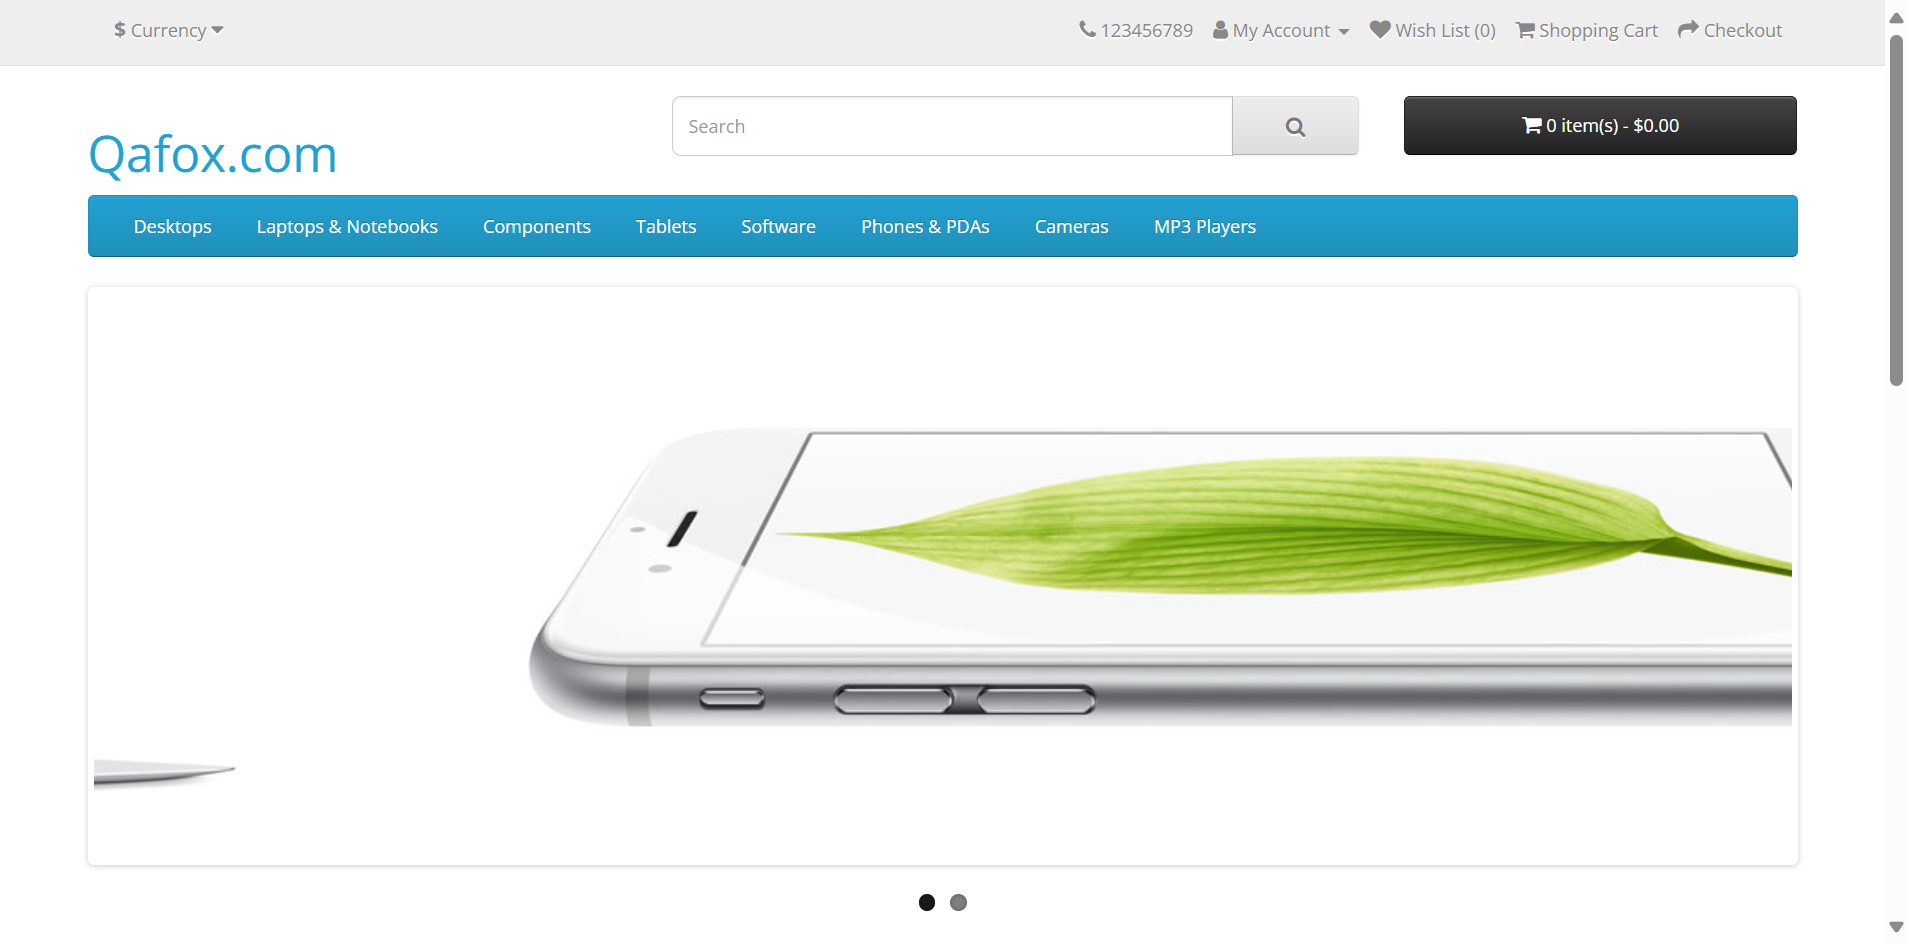 $ Currency
123456789 My Account Wish List (0) Shopping Cart Checkout
Qafox.com
Search
0 item(s) - $0.00
Desktops Laptops & Notebooks Components Tablets Software Phones & PDAs Cameras MP3 Players